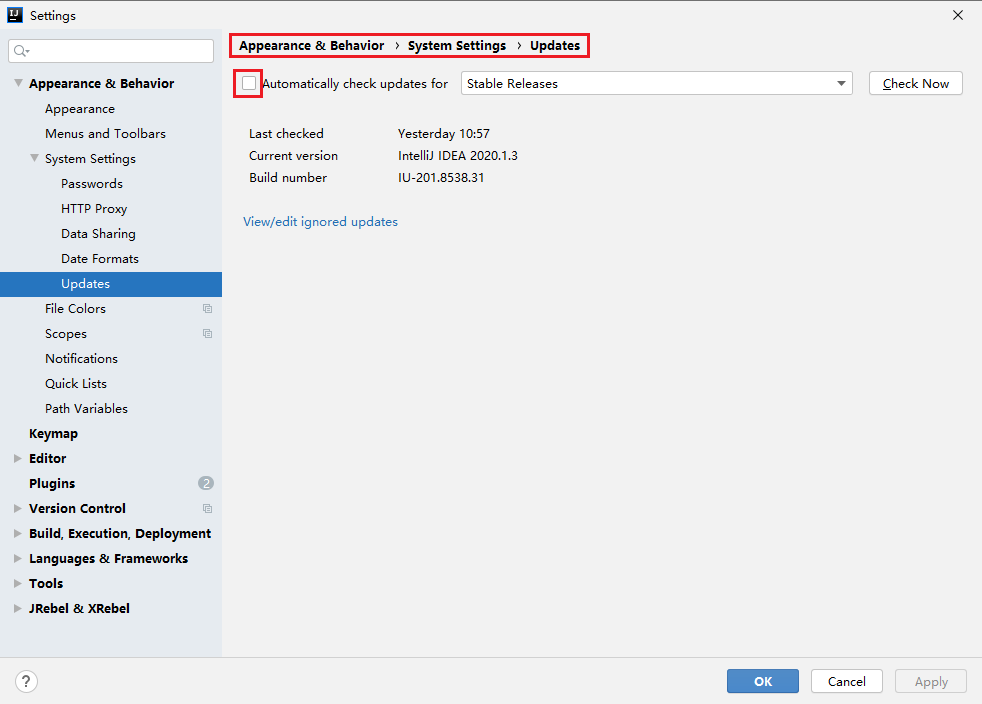 IJ Settings
Appearance & Behavior › System Settings › Updates
Automatically check updates for Stable Releases Check Now
Last checked Yesterday 10:57
Current version IntelliJ IDEA 2020.1.3
Build number IU-201.8538.31
View/edit ignored updates
Appearance & Behavior
Appearance
Menus and Toolbars
System Settings
Passwords
HTTP Proxy
Data Sharing
Date Formats
Updates
File Colors
Scopes
Notifications
Quick Lists
Path Variables
Keymap
Editor
Plugins 2
Version Control
Build, Execution, Deployment
Languages & Frameworks
Tools
JRebel & XRebel
? OK Cancel Apply